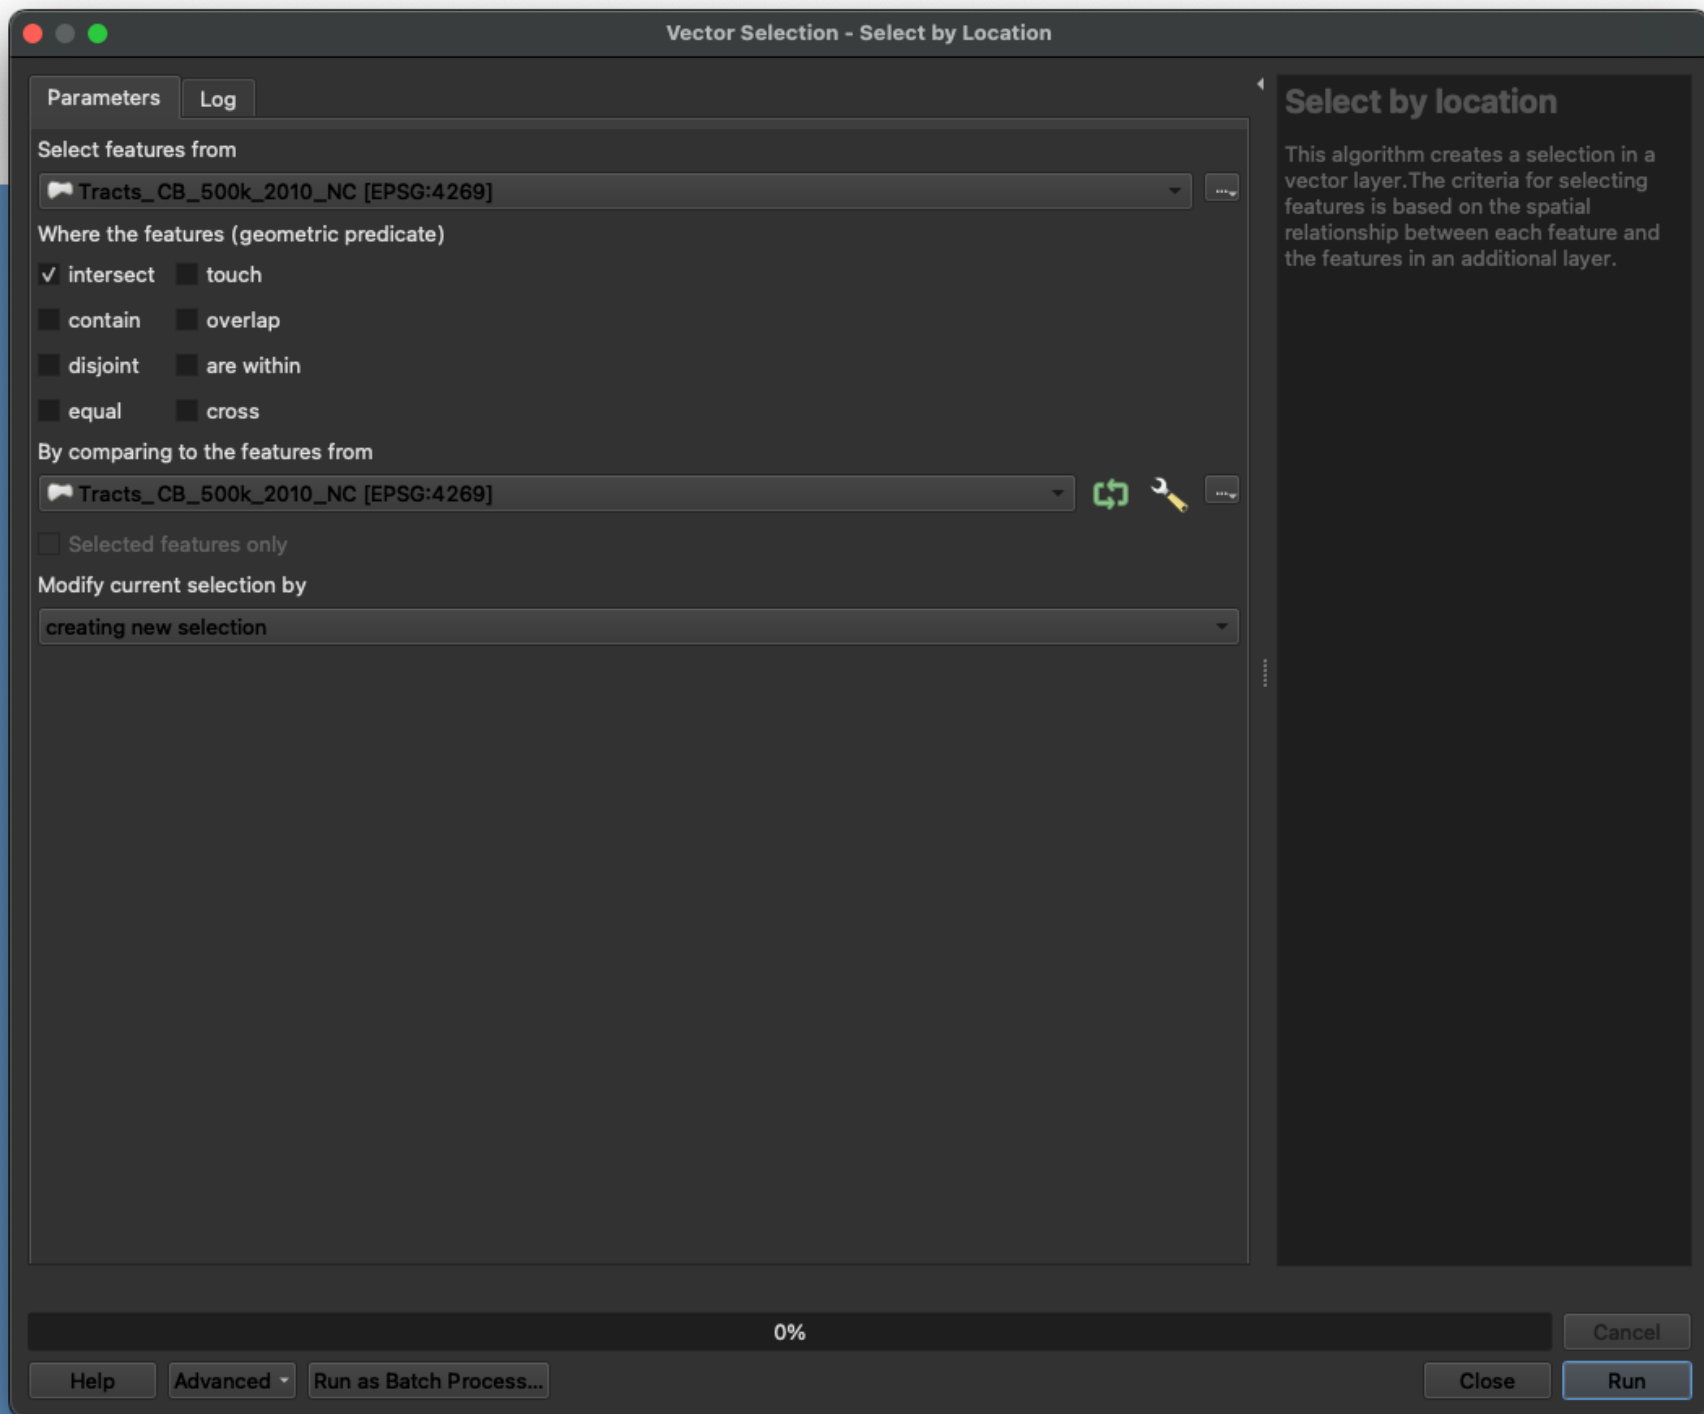 Vector Selection - Select by Location
Parameters
Log
Select features from
Tracts_CB_500k_2010_NC [EPSG:4269]
...
Where the features (geometric predicate)
intersect
touch
contain
overlap
disjoint
are within
equal
cross
By comparing to the features from
Tracts_CB_500k_2010_NC [EPSG:4269]
...
Selected features only
Modify current selection by
creating new selection
Select by location
This algorithm creates a selection in a
vector layer.The criteria for selecting
features is based on the spatial
relationship between each feature and
the features in an additional layer.
0%
Cancel
Help
Advanced
Run as Batch Process...
Close
Run